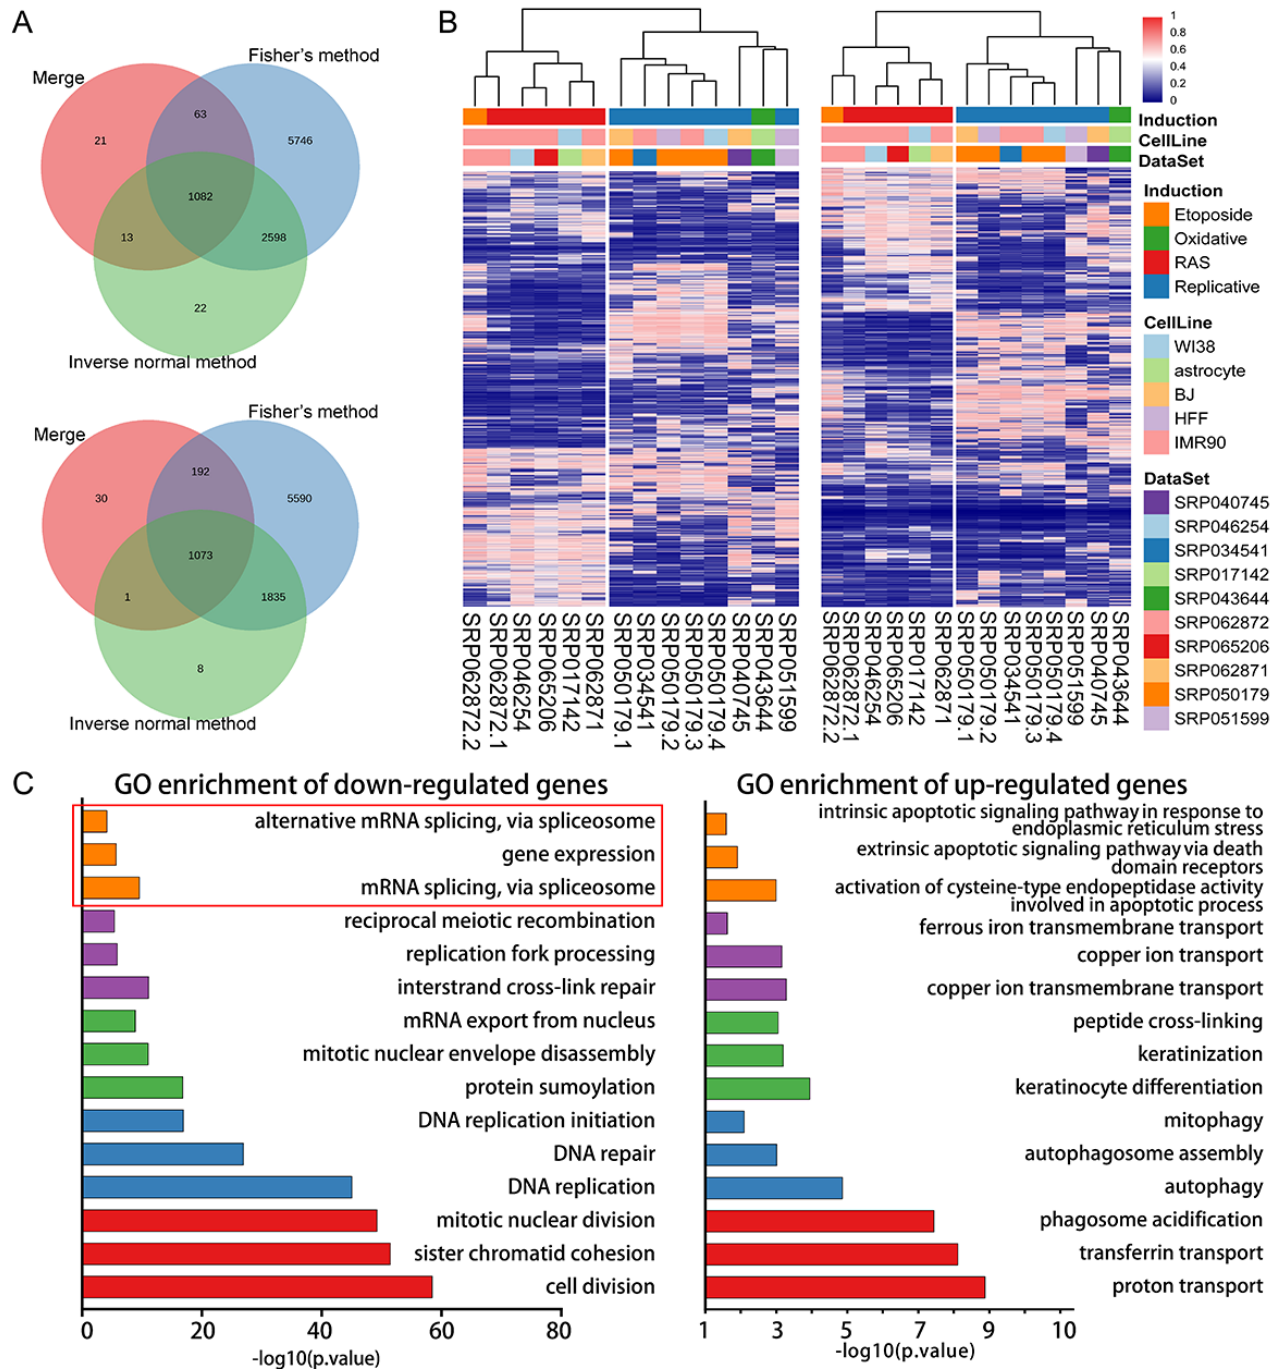 A
Fisher's method
Merge
63
21
5746
1082
13
2598
22
Inverse normal method
Fisher's method
Merge
192
30
5590
1073
1
1835
8
Inverse normal method
B
1
0.8
0.6
0.4
0.2
0
Induction
CellLine
DataSet
Induction
Etoposide
Oxidative
RAS
Replicative
CellLine
WI38
astrocyte
BJ
HFF
IMR90
DataSet
SRP040745
SRP046254
SRP034541
SRP017142
SRP043644
SRP062872
SRP065206
SRP062871
SRP050179
SRP051599
SRP062872.2
SRP062872.1
SRP046254
SRP065206
SRP017142
SRP062871
SRP050179.1
SRP034541
SRP050179.2
SRP050179.3
SRP050179.4
SRP040745
SRP043644
SRP051599
SRP062872.2
SRP062872.1
SRP046254
SRP065206
SRP017142
SRP062871
SRP050179.1
SRP050179.2
SRP034541
SRP050179.3
SRP050179.4
SRP051599
SRP040745
SRP043644
C
GO enrichment of down-regulated genes
alternative mRNA splicing, via spliceosome
gene expression
mRNA splicing, via spliceosome
reciprocal meiotic recombination
replication fork processing
interstrand cross-link repair
mRNA export from nucleus
mitotic nuclear envelope disassembly
protein sumoylation
DNA replication initiation
DNA repair
DNA replication
mitotic nuclear division
sister chromatid cohesion
cell division
0 20 40 60 80
-log10(p.value)
GO enrichment of up-regulated genes
intrinsic apoptotic signaling pathway in response to
endoplasmic reticulum stress
extrinsic apoptotic signaling pathway via death
domain receptors
activation of cysteine-type endopeptidase activity
involved in apoptotic process
ferrous iron transmembrane transport
copper ion transport
copper ion transmembrane transport
peptide cross-linking
keratinization
keratinocyte differentiation
mitophagy
autophagosome assembly
autophagy
phagosome acidification
transferrin transport
proton transport
1 3 5 7 9 10
-log10(p.value)